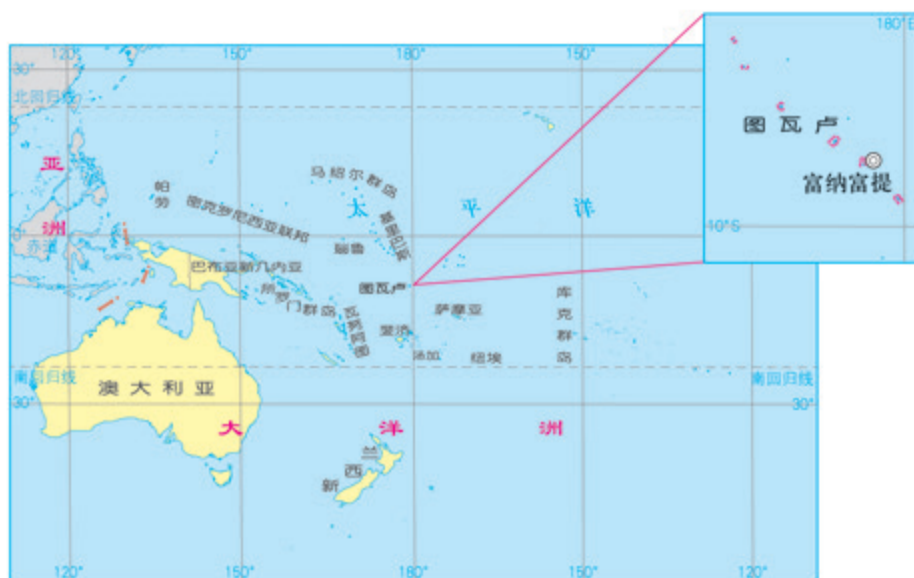 120°
150°
180°
150°
180°E
30°
北回归线
图瓦卢
富纳富提
10°S
马绍尔群岛
亚
洲
帕劳
密克罗尼西亚联邦
太平洋
基里巴斯
瑙鲁
赤道
巴布亚新几内亚
所罗门群岛
图瓦卢
瓦努阿图
斐济
萨摩亚
库克群岛
汤加
纽埃
南回归线
南回归线
澳大利亚
30°
30°
大洋洲
新西兰
120°
150°
180°
150°
120°